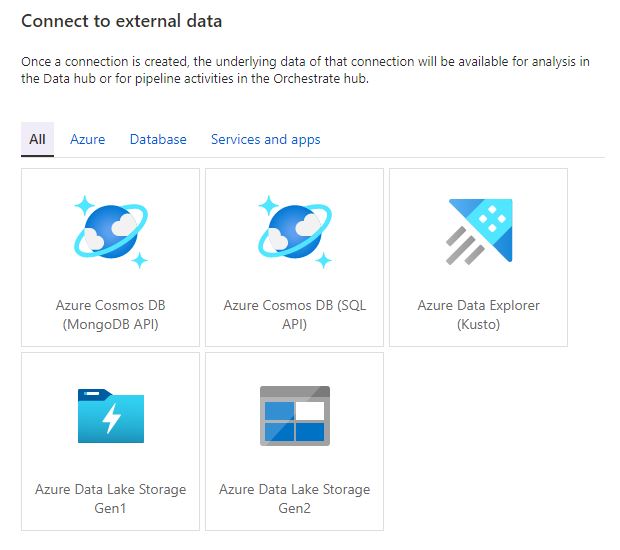 Connect to external data
Once a connection is created, the underlying data of that connection will be available for analysis in
the Data hub or for pipeline activities in the Orchestrate hub.
All Azure Database Services and apps
Azure Cosmos DB
(MongoDB API)
Azure Cosmos DB (SQL
API)
Azure Data Explorer
(Kusto)
Azure Data Lake Storage
Gen1
Azure Data Lake Storage
Gen2